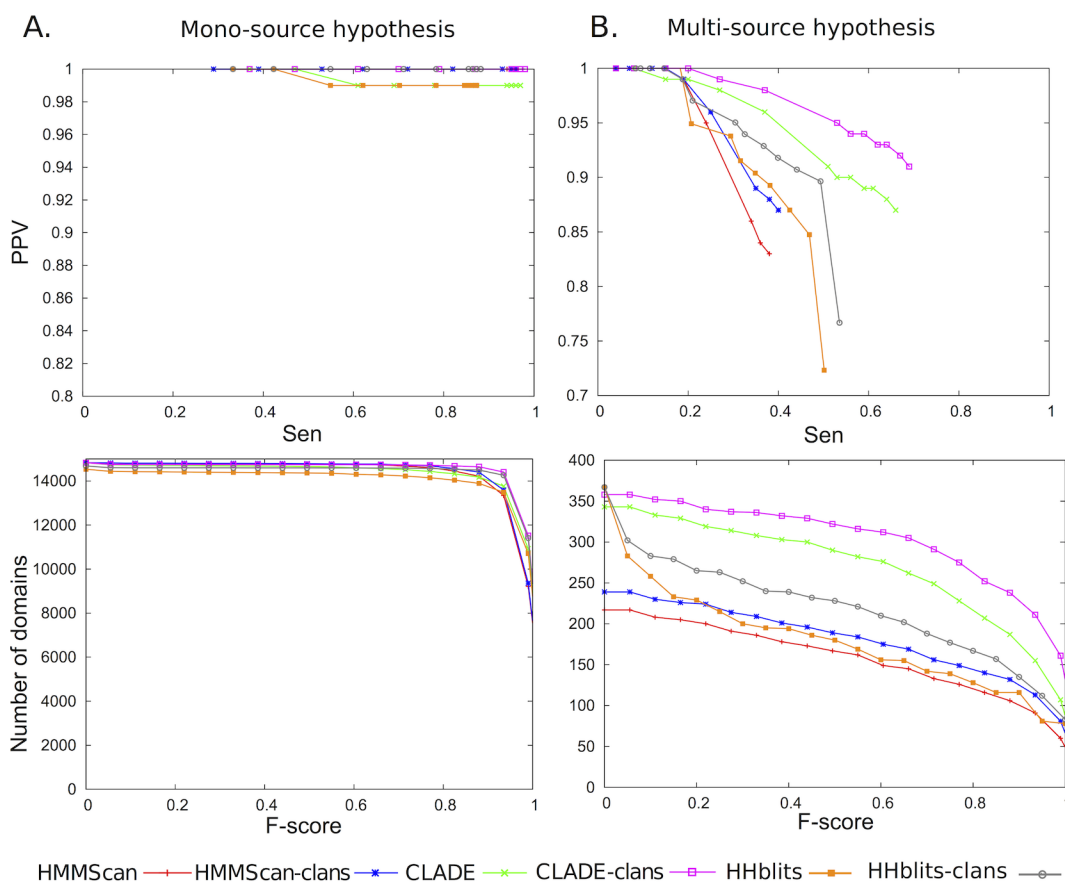 A. Mono-source hypothesis
B. Multi-source hypothesis
PPV
1
0.98
0.96
0.94
0.92
0.9
0.88
0.86
0.84
0.82
0.8
0 0.2 0.4 0.6 0.8 1
Sen
1
0.95
0.9
0.85
0.8
0.75
0.7
0 0.2 0.4 0.6 0.8 1
Sen
Number of domains
14000
12000
10000
8000
6000
4000
2000
0
0 0.2 0.4 0.6 0.8 1
F-score
400
350
300
250
200
150
100
50
0
0 0.2 0.4 0.6 0.8 1
F-score
HMMScan HMMScan-clans CLADE CLADE-clans HHblits HHblits-clans